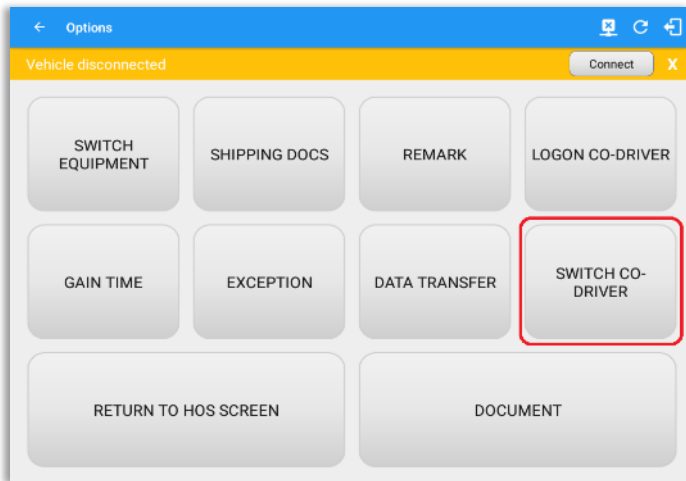 Options
Vehicle disconnected
Connect
X
SWITCH
EQUIPMENT
SHIPPING DOCS
REMARK
LOGON CO-DRIVER
GAIN TIME
EXCEPTION
DATA TRANSFER
SWITCH CO-
DRIVER
RETURN TO HOS SCREEN
DOCUMENT